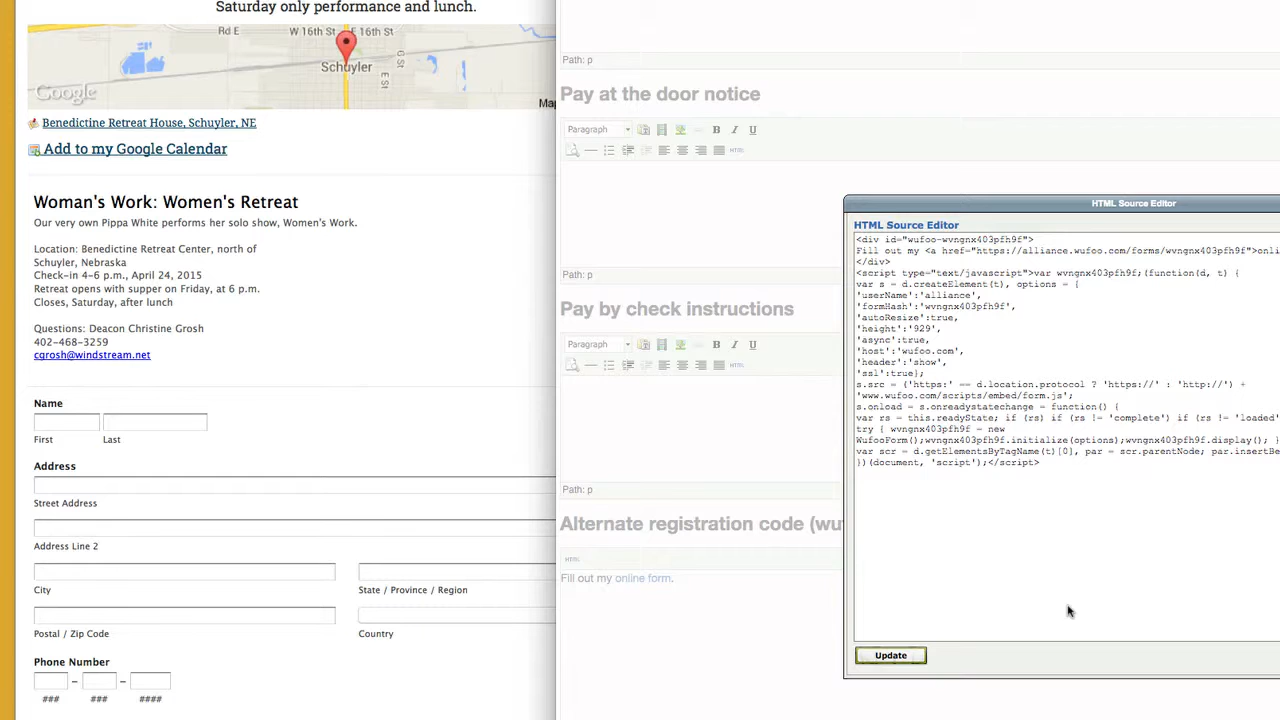 Saturday only performance and lunch.
Rd E
W 16th St
E 16th St
Schuyler
G St
E St
Google
Map
Benedictine Retreat House, Schuyler, NE
Add to my Google Calendar
Woman's Work: Women's Retreat
Our very own Pippa White performs her solo show, Women's Work.
Location: Benedictine Retreat Center, north of
Schuyler, Nebraska
Check-in 4-6 p.m., April 24, 2015
Retreat opens with supper on Friday, at 6 p.m.
Closes, Saturday, after lunch
Questions: Deacon Christine Grosh
402-468-3259
cgrosh@windstream.net
Name
First
Last
Address
Street Address
Address Line 2
City
State / Province / Region
Postal / Zip Code
Country
Phone Number
– –
### ### ####
Path: p
Pay at the door notice
Paragraph
B I U
HTML
Path: p
Pay by check instructions
Paragraph
B I U
HTML
Path: p
Alternate registration code (wu
HTML
Fill out my online form.
HTML Source Editor
HTML Source Editor
<div id="wufoo-wvngnx403pfh9f">
Fill out my <a href="https://alliance.wufoo.com/forms/wvngnx403pfh9f">onli
</div>
<script type="text/javascript">var wvngnx403pfh9f;(function(d, t) {
var s = d.createElement(t), options = {
'userName':'alliance',
'formHash':'wvngnx403pfh9f',
'autoResize':true,
'height':'929',
'async':true,
'host':'wufoo.com',
'header':'show',
'ssl':true};
s.src = ('https:' == d.location.protocol ? 'https://' : 'http://') +
'www.wufoo.com/scripts/embed/form.js';
s.onload = s.onreadystatechange = function() {
var rs = this.readyState; if (rs) if (rs != 'complete') if (rs != 'loaded'
try { wvngnx403pfh9f = new
WufooForm();wvngnx403pfh9f.initialize(options);wvngnx403pfh9f.display(); }
var scr = d.getElementsByTagName(t)[0], par = scr.parentNode; par.insertBe
})(document, 'script');</script>
Update